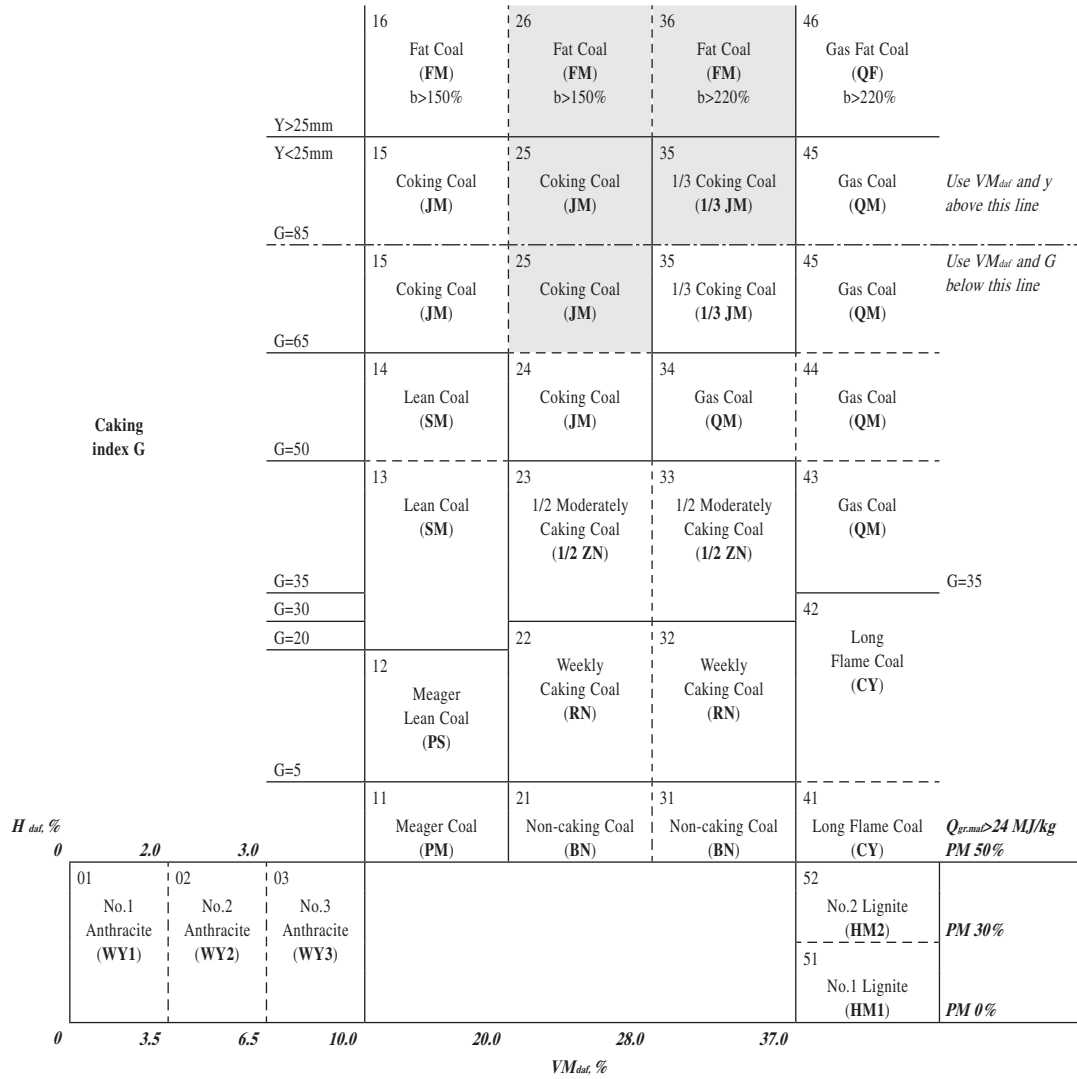 16
Fat Coal
(FM)
b>150%
26
Fat Coal
(FM)
b>150%
36
Fat Coal
(FM)
b>220%
46
Gas Fat Coal
(QF)
b>220%
Y>25mm
Y<25mm
15
Coking Coal
(JM)
25
Coking Coal
(JM)
35
1/3 Coking Coal
(1/3 JM)
45
Gas Coal
(QM)
Use VMdaf and y
above this line
G=85
15
Coking Coal
(JM)
25
Coking Coal
(JM)
35
1/3 Coking Coal
(1/3 JM)
45
Gas Coal
(QM)
Use VMdaf and G
below this line
G=65
14
Lean Coal
(SM)
24
Coking Coal
(JM)
34
Gas Coal
(QM)
44
Gas Coal
(QM)
Caking
index G
G=50
13
Lean Coal
(SM)
23
1/2 Moderately
Caking Coal
(1/2 ZN)
33
1/2 Moderately
Caking Coal
(1/2 ZN)
43
Gas Coal
(QM)
G=35
G=35
G=30
G=20
12
Meager
Lean Coal
(PS)
22
Weekly
Caking Coal
(RN)
32
Weekly
Caking Coal
(RN)
42
Long
Flame Coal
(CY)
G=5
11
Meager Coal
(PM)
21
Non-caking Coal
(BN)
31
Non-caking Coal
(BN)
41
Long Flame Coal
(CY)
Qgr.maf>24 MJ/kg
PM 50%
H daf, %
0 2.0 3.0
01
No.1
Anthracite
(WY1)
02
No.2
Anthracite
(WY2)
03
No.3
Anthracite
(WY3)
52
No.2 Lignite
(HM2)
PM 30%
51
No.1 Lignite
(HM1)
PM 0%
0 3.5 6.5 10.0 20.0 28.0 37.0
VMdaf, %